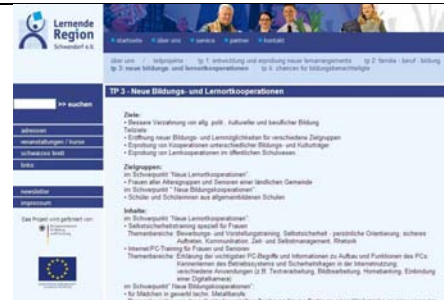 Lernende
Region
Schwandorf e.V.
startseite über uns service partner kontakt
über uns / teilprojekte tp 1: entwicklung und erprobung neuer lernarrangements tp 2: familie - beruf - bildung
tp 3: neue bildungs- und lernortkooperationen tp 4: chancen für bildungsbenachteiligte
>> suchen
adressen
veranstaltungen / kurse
schwarzes brett
links
newsletter
impressum
Das Projekt wird gefördert vom:
TP 3 - Neue Bildungs- und Lernortkooperationen
Ziele:
• Bessere Verzahnung von allg. polit., kultureller und beruflicher Bildung
Teilziele:
• Eröffnung neuer Bildungs- und Lernmöglichkeiten für verschiedene Zielgruppen
• Erprobung von Kooperationen unterschiedlicher Bildungs- und Kulturträger
• Erprobung von Lernkooperationen im öffentlichen Schulwesen
Zielgruppen:
im Schwerpunkt "Neue Lernortkooperationen":
• Frauen aller Altersgruppen und Senioren einer ländlichen Gemeinde
im Schwerpunkt "Neue Bildungskooperationen":
• Schüler und Schülerinnen aus allgemeinbildenden Schulen
Inhalte:
im Schwerpunkt "Neue Lernortkooperationen":
• Selbstsicherheitstraining speziell für Frauen
Themenbereiche: Bewerbungs- und Vorstellungstraining, Selbstsicherheit - persönliche Orientierung, sicheres
Auftreten, Kommunikation, Zeit- und Selbstmanagement, Rhetorik
• Internet/PC-Training für Frauen und Senioren
Themenbereiche: Erklärung der wichtigsten PC-Begriffe und Informationen zu Aufbau und Funktionen des PCs
Kennenlernen des Betriebssystems und Sicherheitsfragen in der Internetnutzung,
verschiedene Anwendungen (z.B. Textverarbeitung, Bildbearbeitung, Homebanking, Einbindung
einer Digitalkamera)
im Schwerpunkt "Neue Bildungskooperationen":
• für Mädchen in gewerbl.techn. Metallberufe